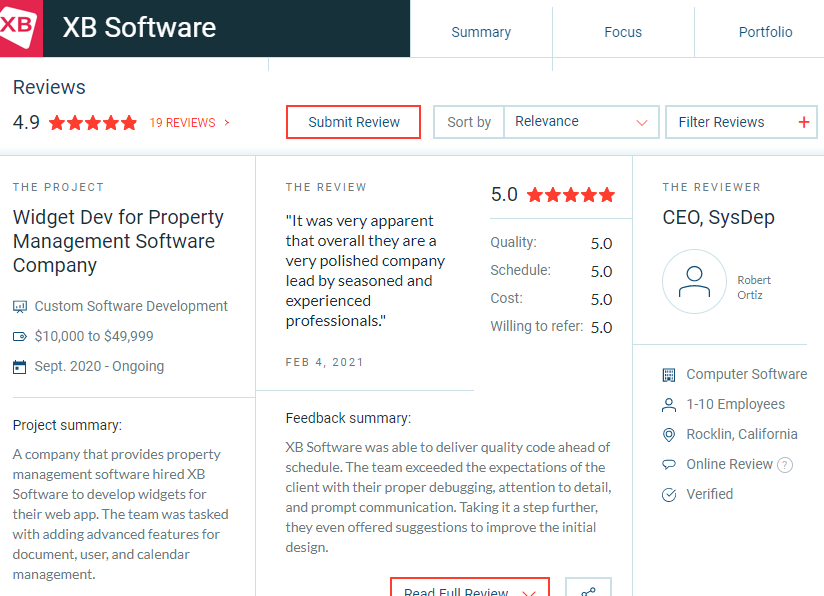 XB
XB Software
Summary
Focus
Portfolio
Reviews
4.9
19 REVIEWS >
Submit Review
Sort by
Relevance
Filter Reviews +
THE PROJECT
Widget Dev for Property
Management Software
Company
Custom Software Development
$10,000 to $49,999
Sept. 2020 - Ongoing
Project summary:
A company that provides property
management software hired XB
Software to develop widgets for
their web app. The team was tasked
with adding advanced features for
document, user, and calendar
management.
THE REVIEW
"It was very apparent
that overall they are a
very polished company
lead by seasoned and
experienced
professionals."
FEB 4, 2021
5.0
Quality: 5.0
Schedule: 5.0
Cost: 5.0
Willing to refer: 5.0
Feedback summary:
XB Software was able to deliver quality code ahead of
schedule. The team exceeded the expectations of the
client with their proper debugging, attention to detail,
and prompt communication. Taking it a step further,
they even offered suggestions to improve the initial
design.
Read Full Review
THE REVIEWER
CEO, SysDep
Robert
Ortiz
Computer Software
1-10 Employees
Rocklin, California
Online Review ?
Verified